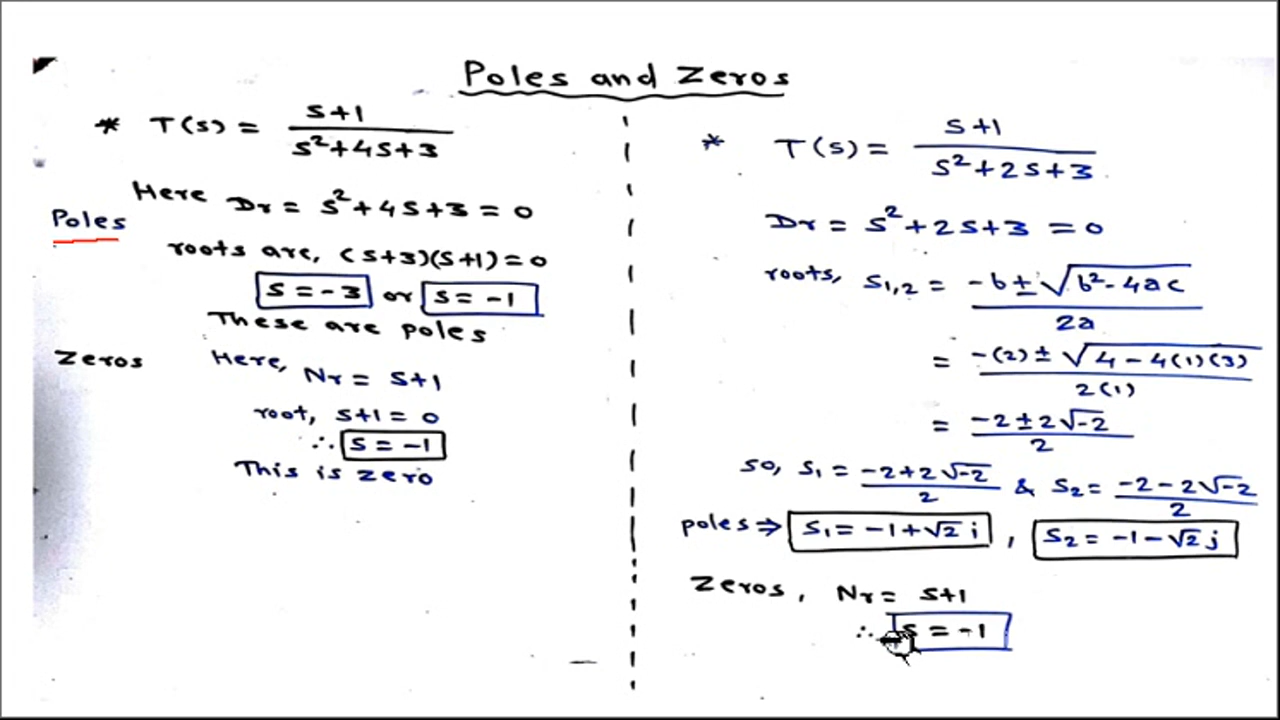 Poles and Zeros
* T(s) = s+1 / s²+4s+3
Here Dr = s²+4s+3 = 0
Poles
roots are, (s+3)(s+1) = 0
s = -3 or s = -1
These are poles
Zeros Here, Nr = s+1
root, s+1 = 0
∴ s = -1
This is zero
* T(s) = s+1 / s²+2s+3
Dr = s²+2s+3 = 0
roots, s₁,₂ = -b ± √b²-4ac / 2a
= -(2) ± √4-4(1)(3) / 2(1)
= -2 ± 2√-2 / 2
so, s₁ = -2+2√-2 / 2 & s₂ = -2-2√-2 / 2
poles ⇒ s₁ = -1+√2 i , s₂ = -1-√2 j
Zeros, Nr = s+1
∴ s = -1